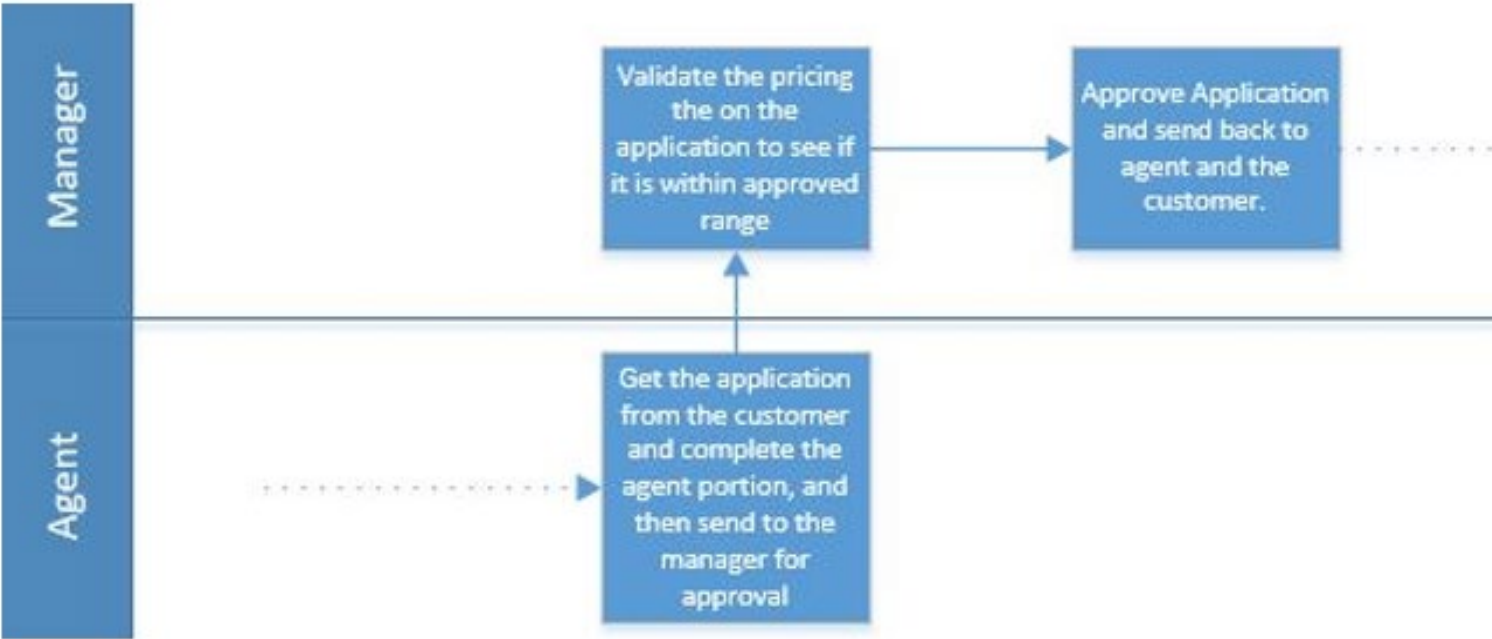 Manager
Validate the pricing
the on the
application to see if
it is within approved
range
Approve Application
and send back to
agent and the
customer.
Agent
Get the application
from the customer
and complete the
agent portion, and
then send to the
manager for
approval